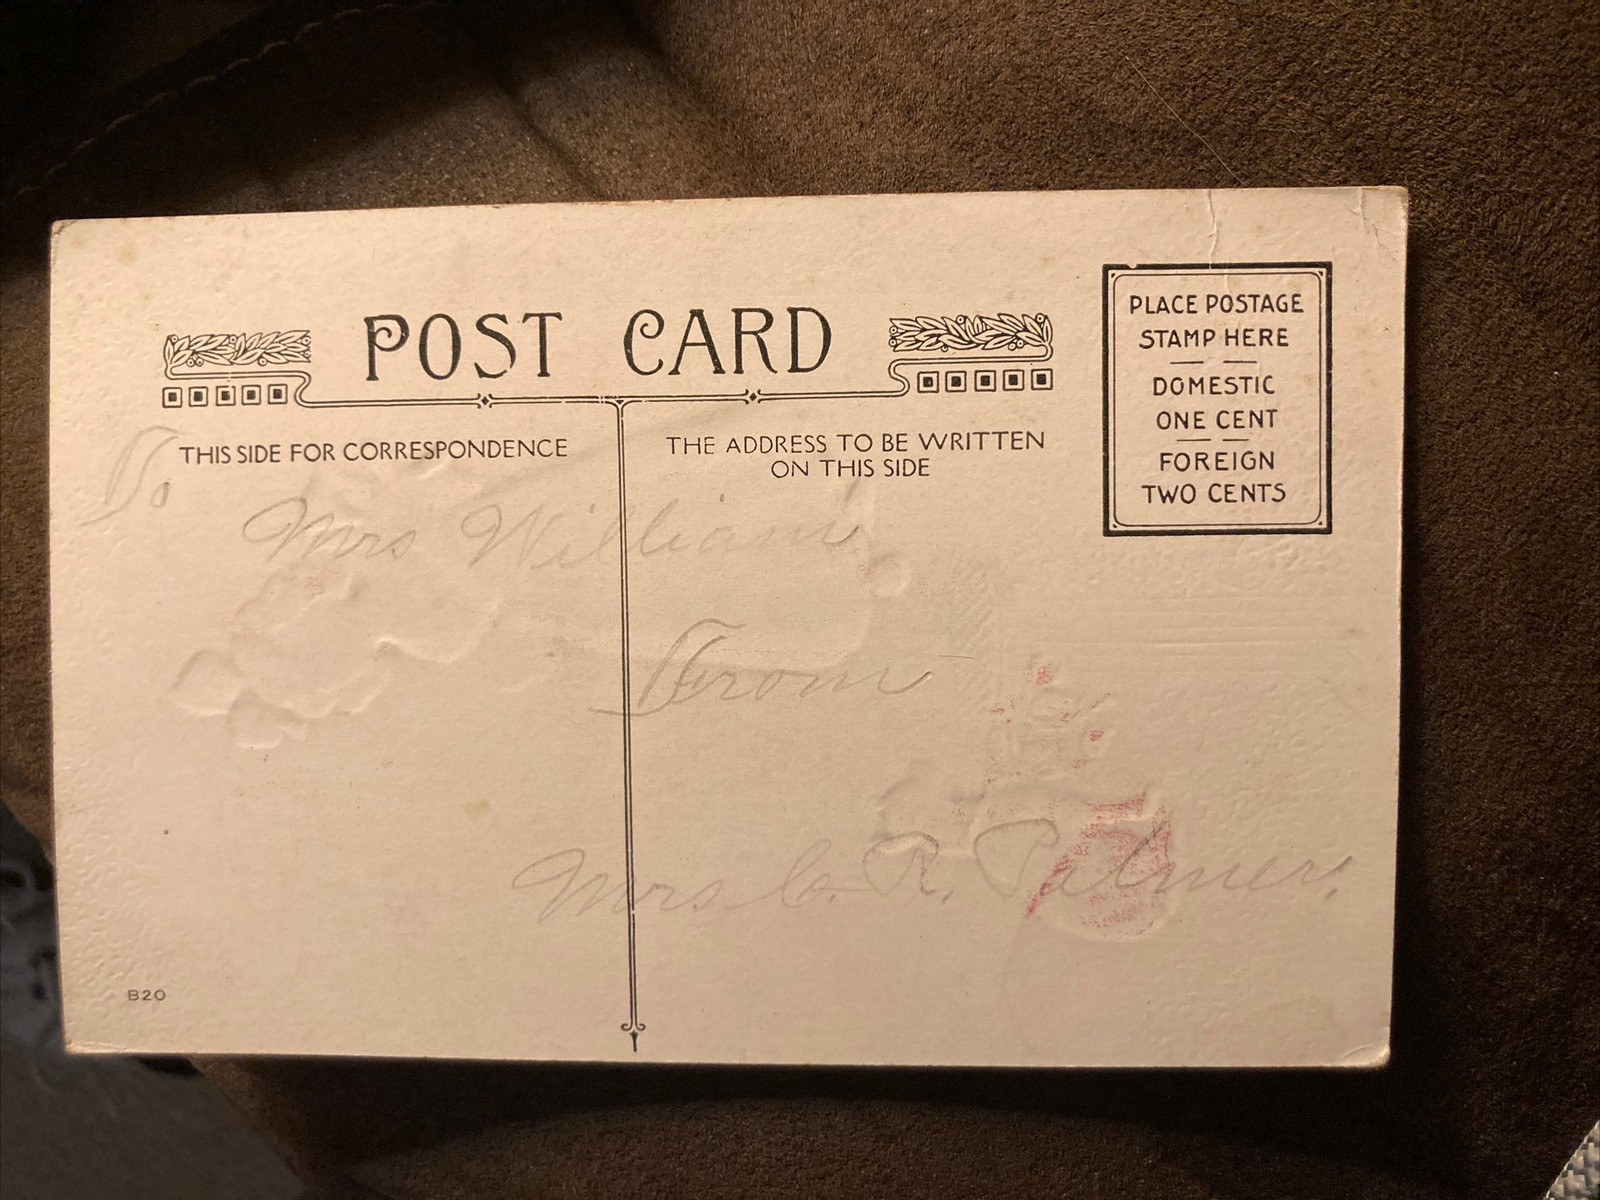 POST CARD
PLACE POSTAGE
STAMP HERE
DOMESTIC
ONE CENT
FOREIGN
TWO CENTS
THIS SIDE FOR CORRESPONDENCE
THE ADDRESS TO BE WRITTEN
ON THIS SIDE
To
Mrs Williams
From
Mrs C. R. Palmer.
B20